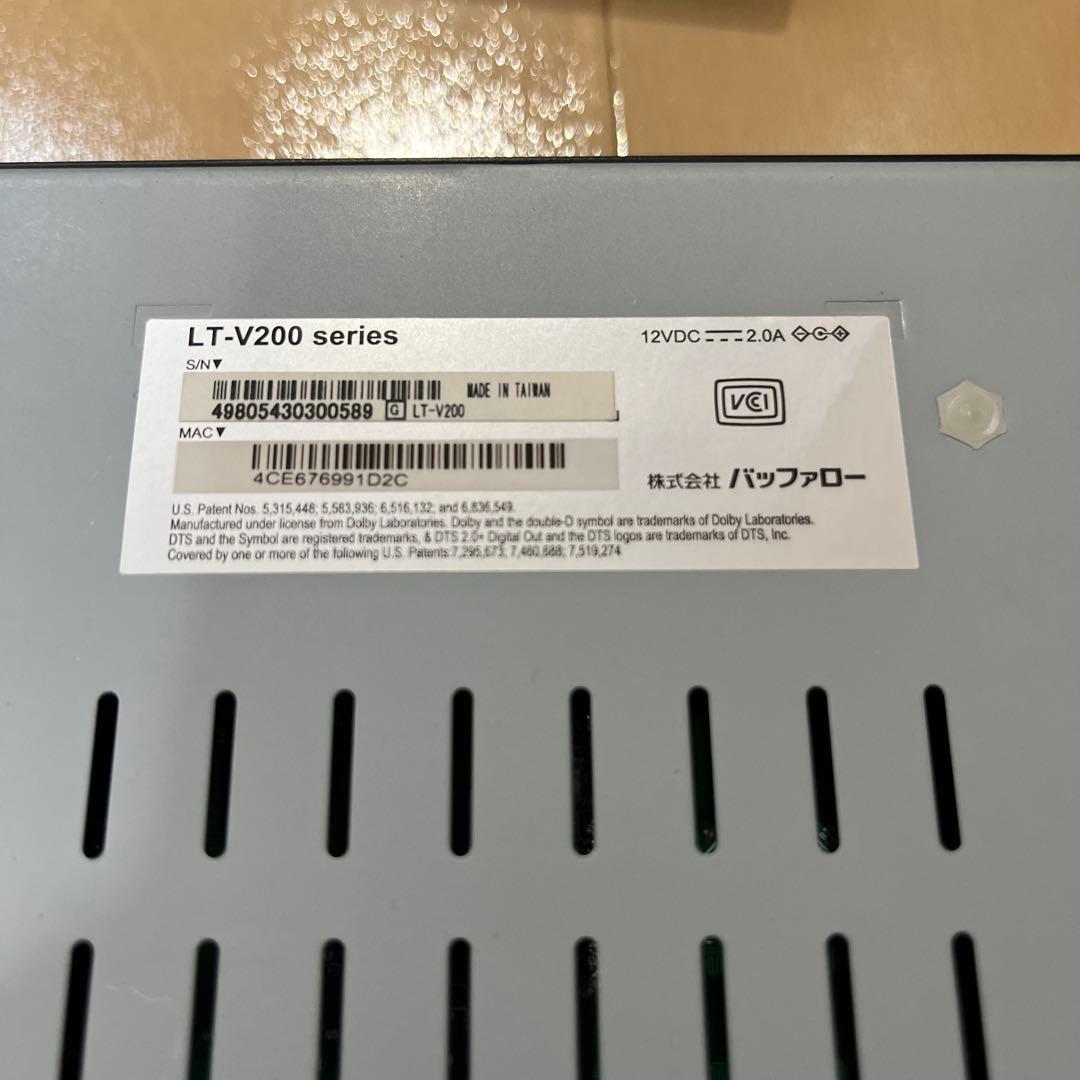 LT-V200 series
12VDC 2.0A
S/N▼
MADE IN TAIWAN
49805430300589 G LT-V200
VCCI
MAC▼
4CE676991D2C
株式会社 バッファロー
U.S. Patent Nos. 5,315,448; 5,583,936; 6,516,132; and 6,836,549.
Manufactured under license from Dolby Laboratories. Dolby and the double-D symbol are trademarks of Dolby Laboratories.
DTS and the Symbol are registered trademarks, & DTS 2.0+ Digital Out and the DTS logos are trademarks of DTS, Inc.
Covered by one or more of the following U.S. Patents:7,295,673; 7,460,668; 7,519,274